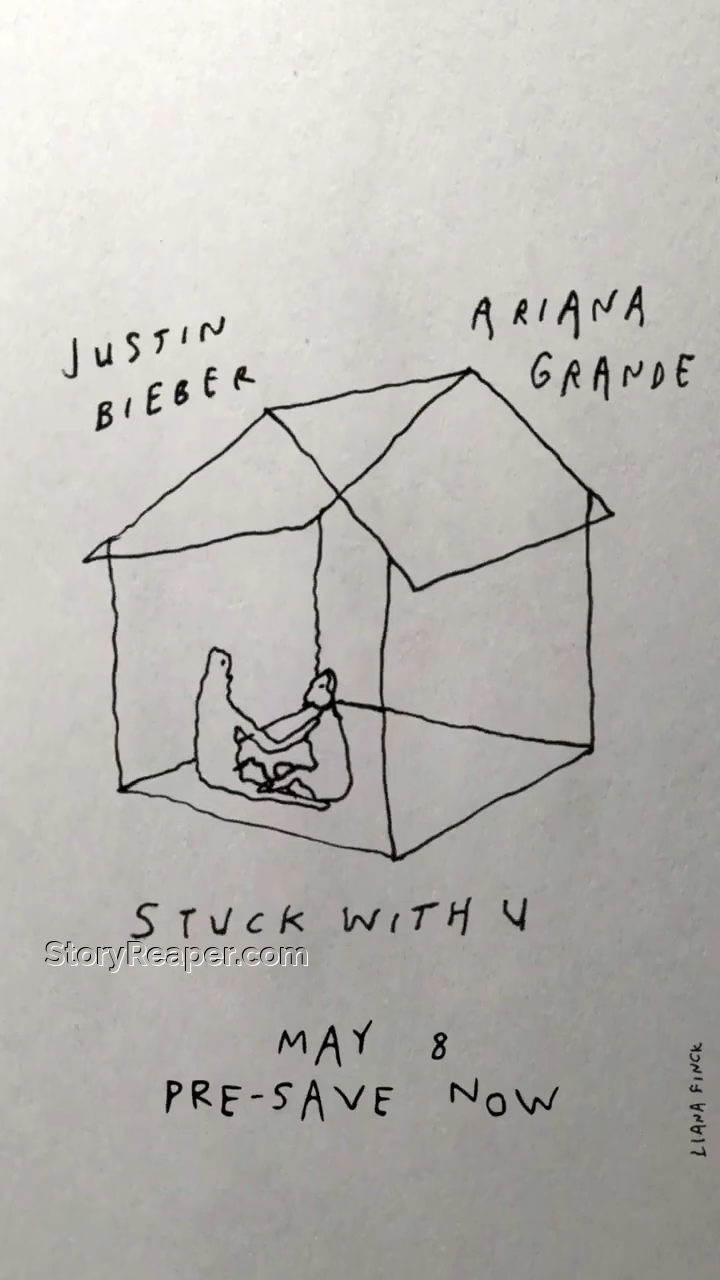 JUSTIN
BIEBER
ARIANA
GRANDE
STUCK WITH U
StoryReaper.com
MAY 8
PRE-SAVE NOW
LIANA FINCK